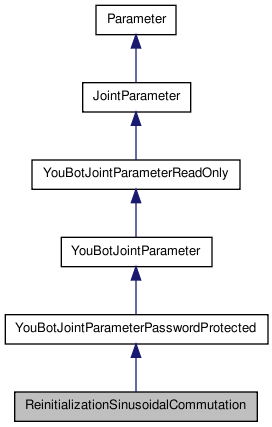 Parameter
JointParameter
YouBotJointParameterReadOnly
YouBotJointParameter
YouBotJointParameterPasswordProtected
ReinitializationSinusoidalCommutation